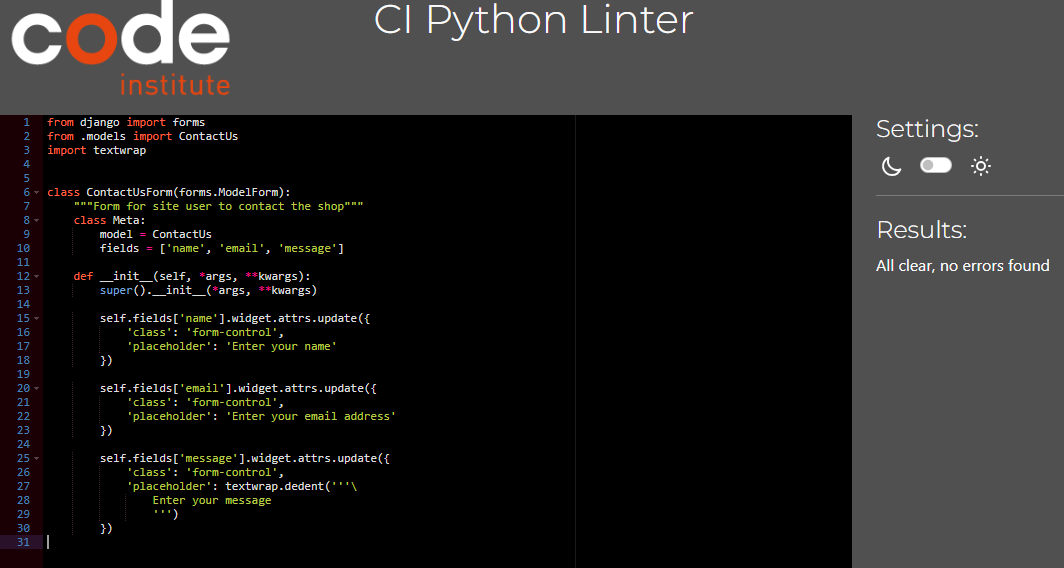 code
institute
CI Python Linter
1 from django import forms
2 from .models import ContactUs
3 import textwrap
4
5
6 class ContactUsForm(forms.ModelForm):
7     """Form for site user to contact the shop"""
8     class Meta:
9         model = ContactUs
10         fields = ['name', 'email', 'message']
11
12     def __init__(self, *args, **kwargs):
13         super().__init__(*args, **kwargs)
14
15         self.fields['name'].widget.attrs.update({
16             'class': 'form-control',
17             'placeholder': 'Enter your name'
18         })
19
20         self.fields['email'].widget.attrs.update({
21             'class': 'form-control',
22             'placeholder': 'Enter your email address'
23         })
24
25         self.fields['message'].widget.attrs.update({
26             'class': 'form-control',
27             'placeholder': textwrap.dedent('''\
28                 Enter your message
29                 ''')
30         })
31
Settings:
Results:
All clear, no errors found